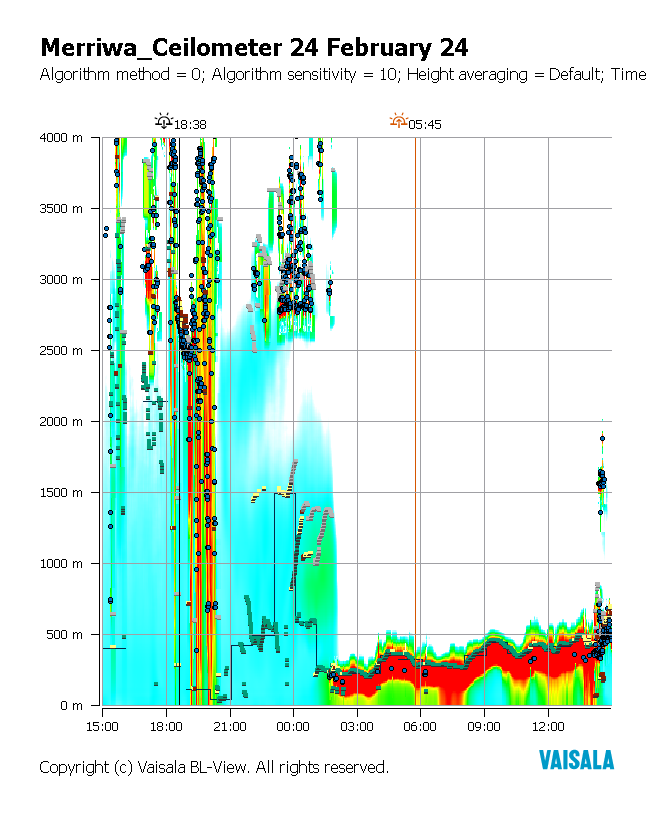 Merriwa_Ceilometer 24 February 24
Algorithm method = 0; Algorithm sensitivity = 10; Height averaging = Default; Time
18:38 05:45
4000 m
3500 m
3000 m
2500 m
2000 m
1500 m
1000 m
500 m
0 m
15:00 18:00 21:00 00:00 03:00 06:00 09:00 12:00
VAISALA
Copyright (c) Vaisala BL-View. All rights reserved.